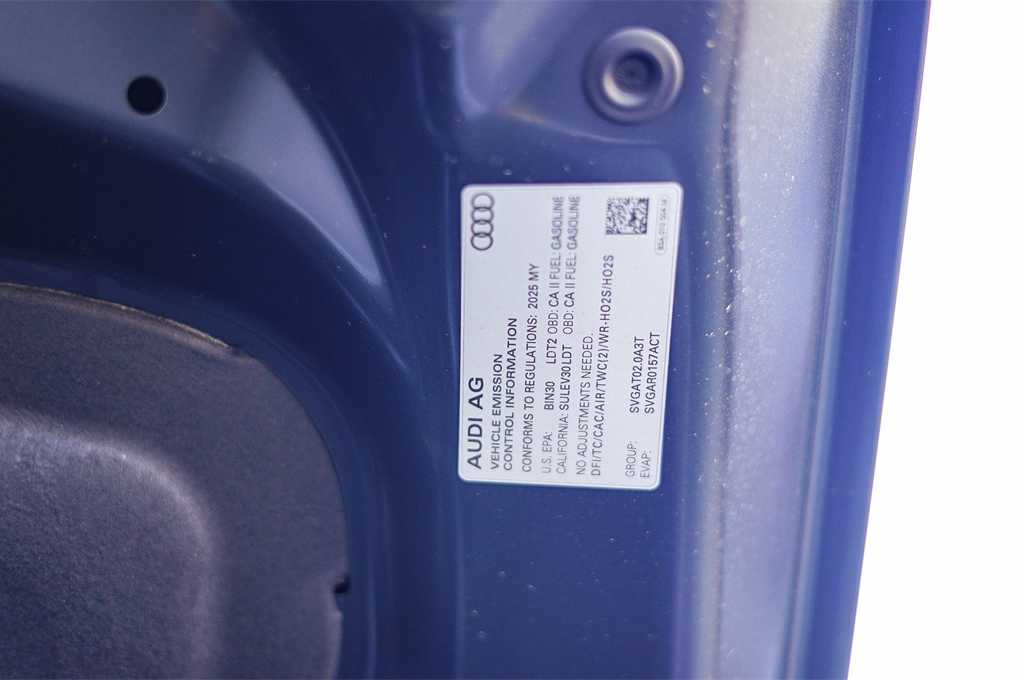 AUDI AG
VEHICLE EMISSION
CONTROL INFORMATION
CONFORMS TO REGULATIONS: 2025 MY
U.S. EPA: BIN30 LDT2 OBD: CA II FUEL: GASOLINE
CALIFORNIA: SULEV30 LDT OBD: CA II FUEL: GASOLINE
NO ADJUSTMENTS NEEDED.
DFI/TC/CAC/AIR/TWC(2)/WR-HO2S/HO2S
GROUP: SVGAT02.0A3T
EVAP: SVGAR0157ACT